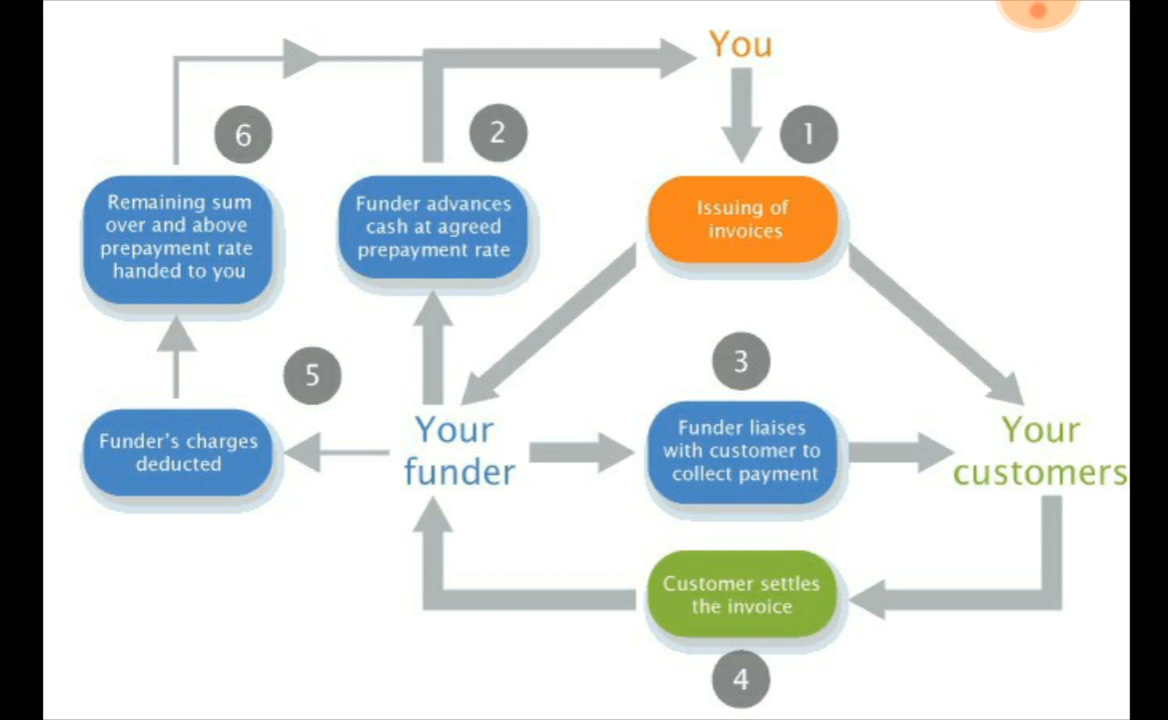 You
1
Issuing of
invoices
2
Funder advances
cash at agreed
prepayment rate
6
Remaining sum
over and above
prepayment rate
handed to you
3
Funder liaises
with customer to
collect payment
5
Funder's charges
deducted
Your
funder
Your
customers
Customer settles
the invoice
4